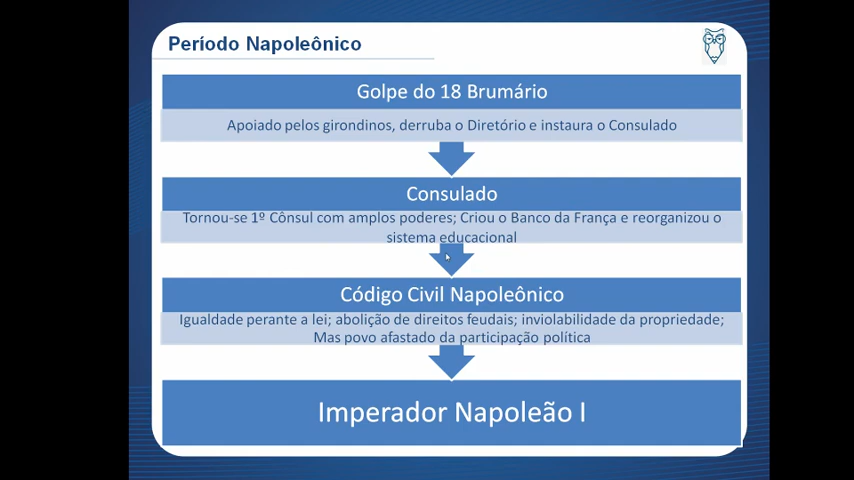 Período Napoleônico
Golpe do 18 Brumário
Apoiado pelos girondinos, derruba o Diretório e instaura o Consulado
Consulado
Tornou-se 1º Cônsul com amplos poderes; Criou o Banco da França e reorganizou o
sistema educacional
Código Civil Napoleônico
Igualdade perante a lei; abolição de direitos feudais; inviolabilidade da propriedade;
Mas povo afastado da participação política
Imperador Napoleão I